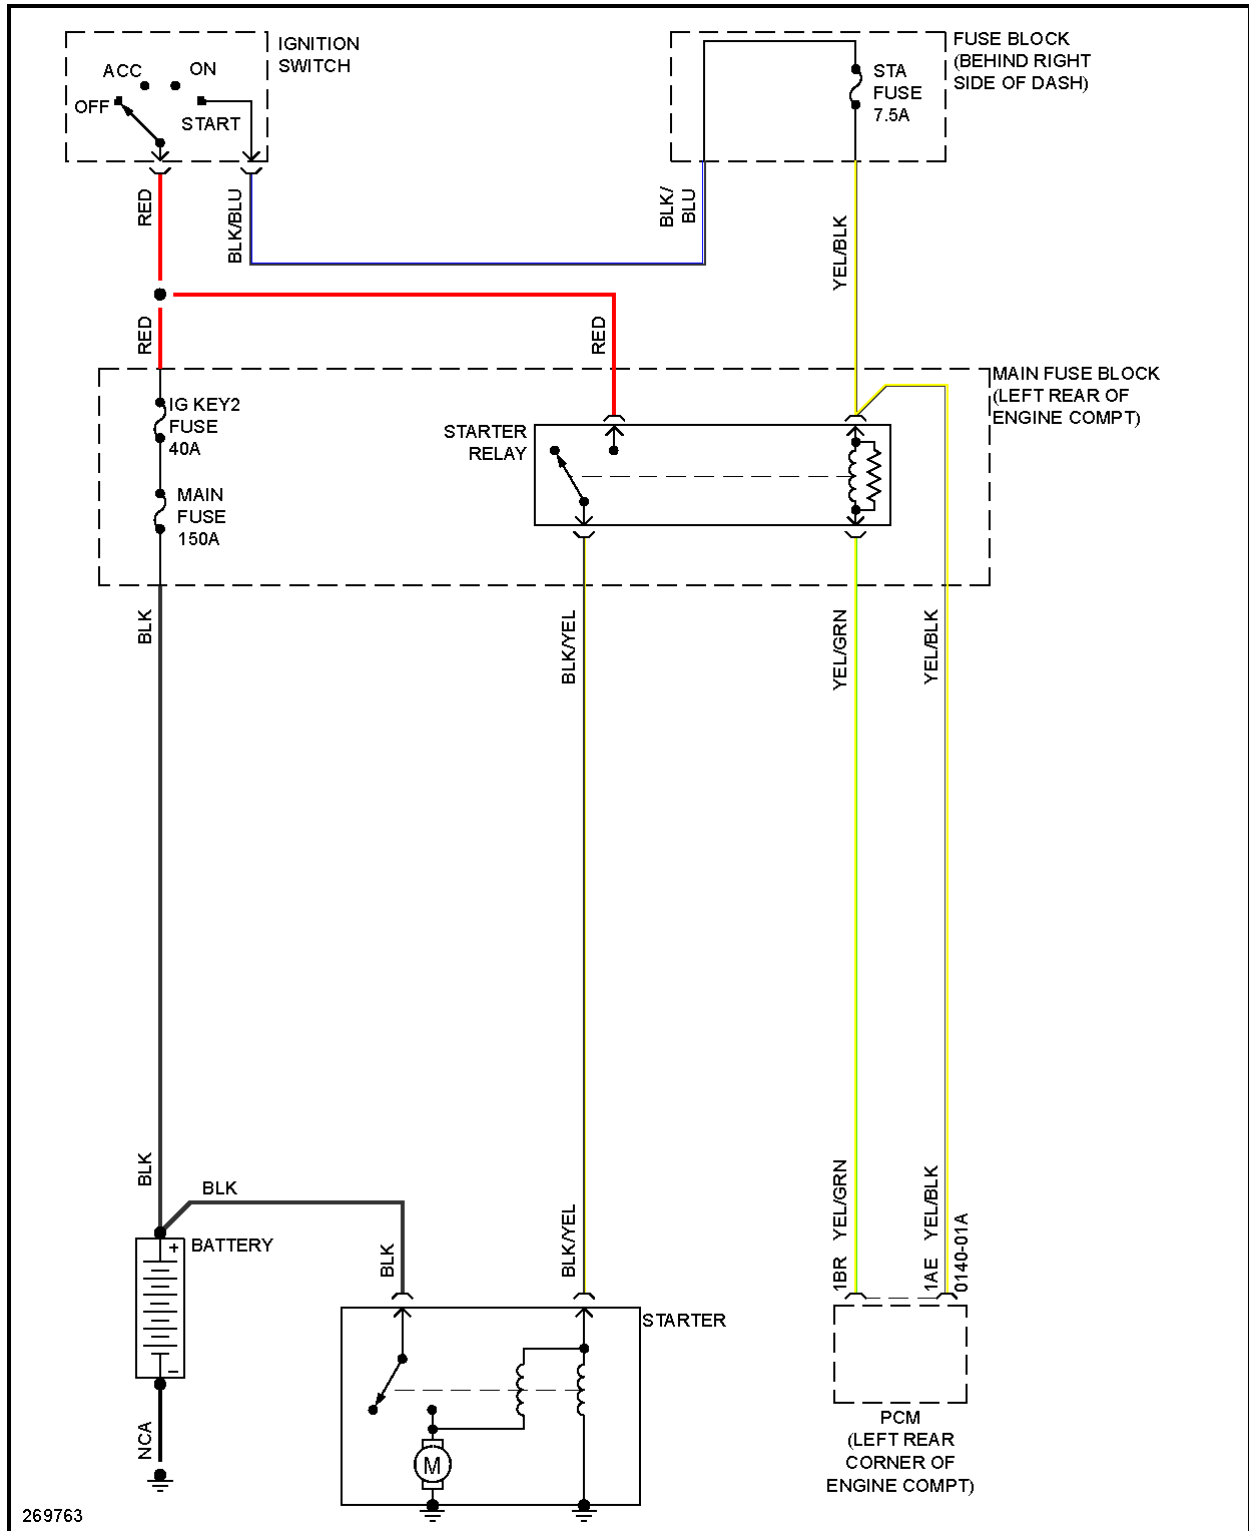 IGNITION
SWITCH
ACC
ON
OFF
START
FUSE BLOCK
(BEHIND RIGHT
SIDE OF DASH)
STA
FUSE
7.5A
RED
BLK/BLU
BLK/
BLU
YEL/BLK
RED
RED
MAIN FUSE BLOCK
(LEFT REAR OF
ENGINE COMPT)
IG KEY2
FUSE
40A
STARTER
RELAY
MAIN
FUSE
150A
BLK
BLK/YEL
YEL/GRN
YEL/BLK
BLK
BLK
BLK
BLK/YEL
1BR YEL/GRN
1AE YEL/BLK
0140-01A
+
BATTERY
–
STARTER
M
NCA
PCM
(LEFT REAR
CORNER OF
ENGINE COMPT)
269763